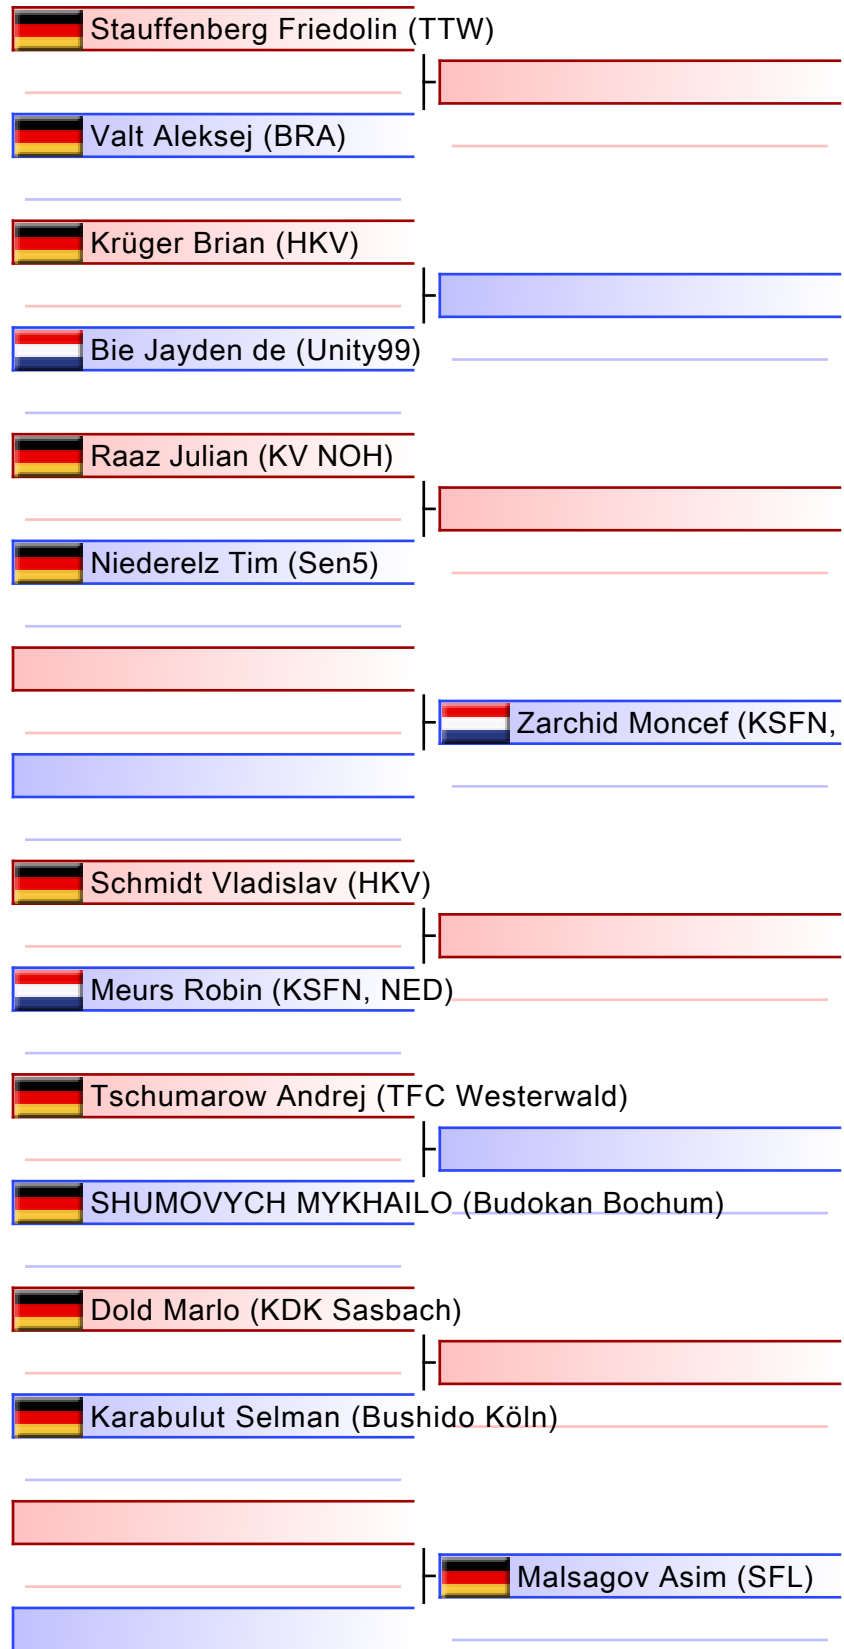 Stauffenberg Friedolin (TTW)
Valt Aleksej (BRA)
Krüger Brian (HKV)
Bie Jayden de (Unity99)
Raaz Julian (KV NOH)
Niederelz Tim (Sen5)
Zarchid Moncef (KSFN,
Schmidt Vladislav (HKV)
Meurs Robin (KSFN, NED)
Tschumarow Andrej (TFC Westerwald)
SHUMOVYCH MYKHAILO (Budokan Bochum)
Dold Marlo (KDK Sasbach)
Karabulut Selman (Bushido Köln)
Malsagov Asim (SFL)